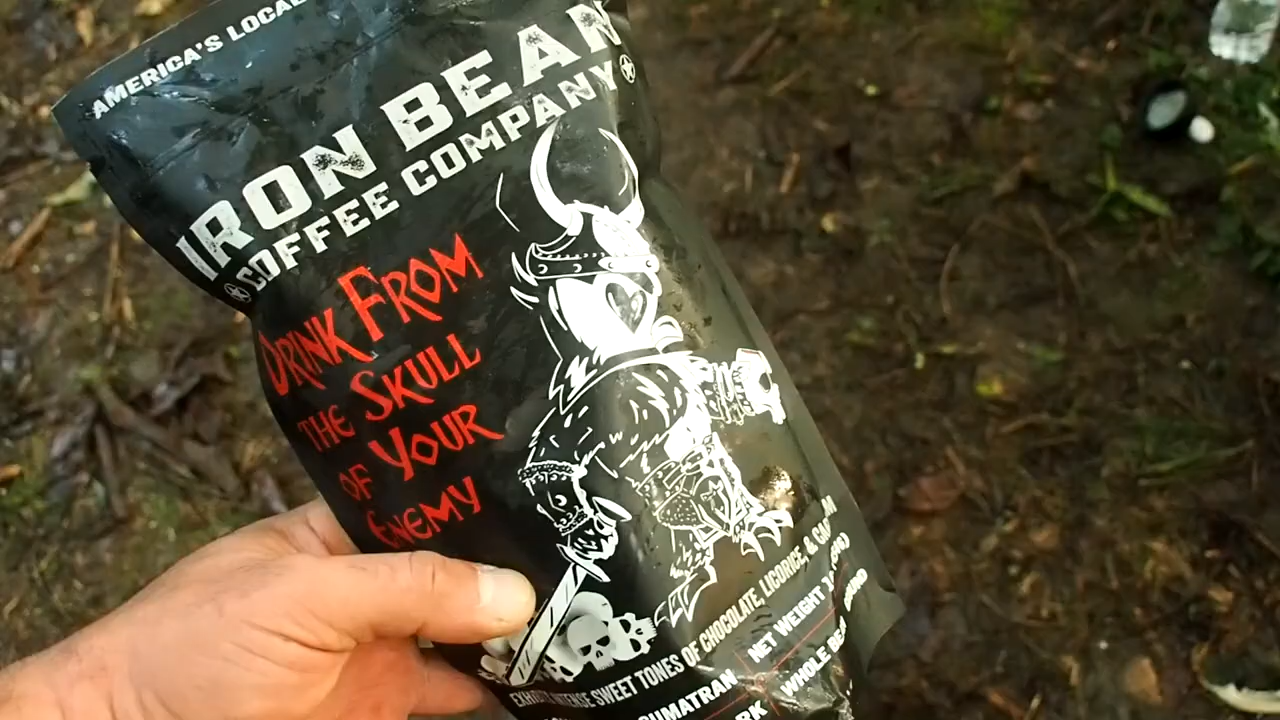 AMERICA'S LOCAL
IRON BEAN
COFFEE COMPANY
DRINK FROM
THE SKULL
OF YOUR
ENEMY
INTENSE SWEET TONES OF CHOCOLATE, LICORICE, &
SUMATRAN
NET WEIGHT
WHOLE